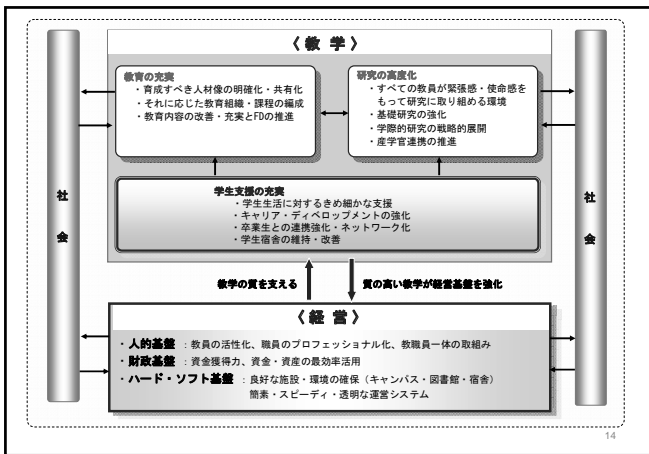 〈 教 学 〉
教育の充実
・育成すべき人材像の明確化・共有化
・それに応じた教育組織・課程の編成
・教育内容の改善・充実とFDの推進
研究の高度化
・すべての教員が緊張感・使命感を
もって研究に取り組める環境
・基礎研究の強化
・学際的研究の戦略的展開
・産学官連携の推進
学生支援の充実
・学生生活に対するきめ細かな支援
・キャリア・ディベロップメントの強化
・卒業生との連携強化・ネットワーク化
・学生宿舎の維持・改善
社会
社会
教学の質を支える
質の高い教学が経営基盤を強化
〈 経 営 〉
・人的基盤：教員の活性化、職員のプロフェッショナル化、教職員一体の取組み
・財政基盤：資金獲得力、資金・資産の最効率活用
・ハード・ソフト基盤：良好な施設・環境の確保（キャンパス・図書館・宿舎）
簡素・スピーディ・透明な運営システム
14